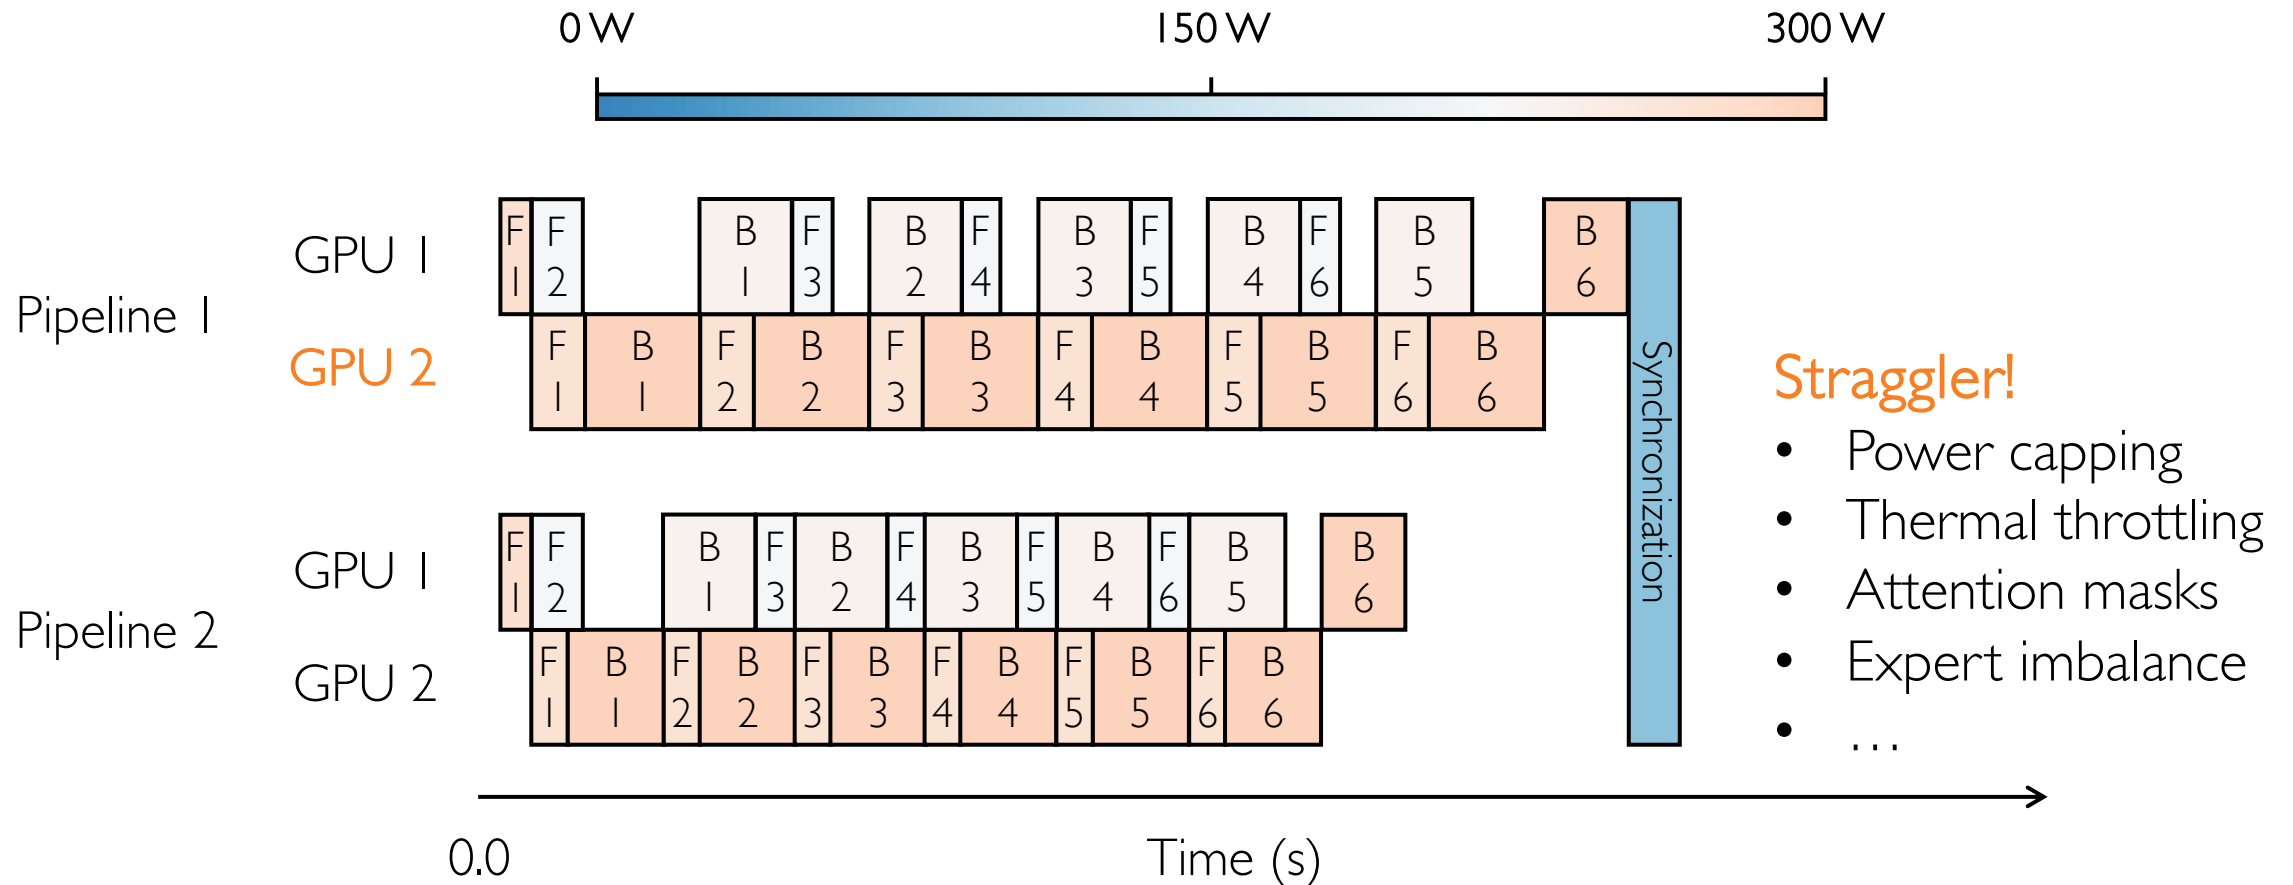 0 W 150 W 300 W
Pipeline 1
GPU 1
F 1 F 2 B 1 F 3 B 2 F 4 B 3 F 5 B 4 F 6 B 5 B 6
GPU 2
F 1 B 1 F 2 B 2 F 3 B 3 F 4 B 4 F 5 B 5 F 6 B 6
Synchronization
Pipeline 2
GPU 1
F 1 F 2 B 1 F 3 B 2 F 4 B 3 F 5 B 4 F 6 B 5 B 6
GPU 2
F 1 B 1 F 2 B 2 F 3 B 3 F 4 B 4 F 5 B 5 F 6 B 6
Straggler!
• Power capping
• Thermal throttling
• Attention masks
• Expert imbalance
• …
0.0 Time (s)